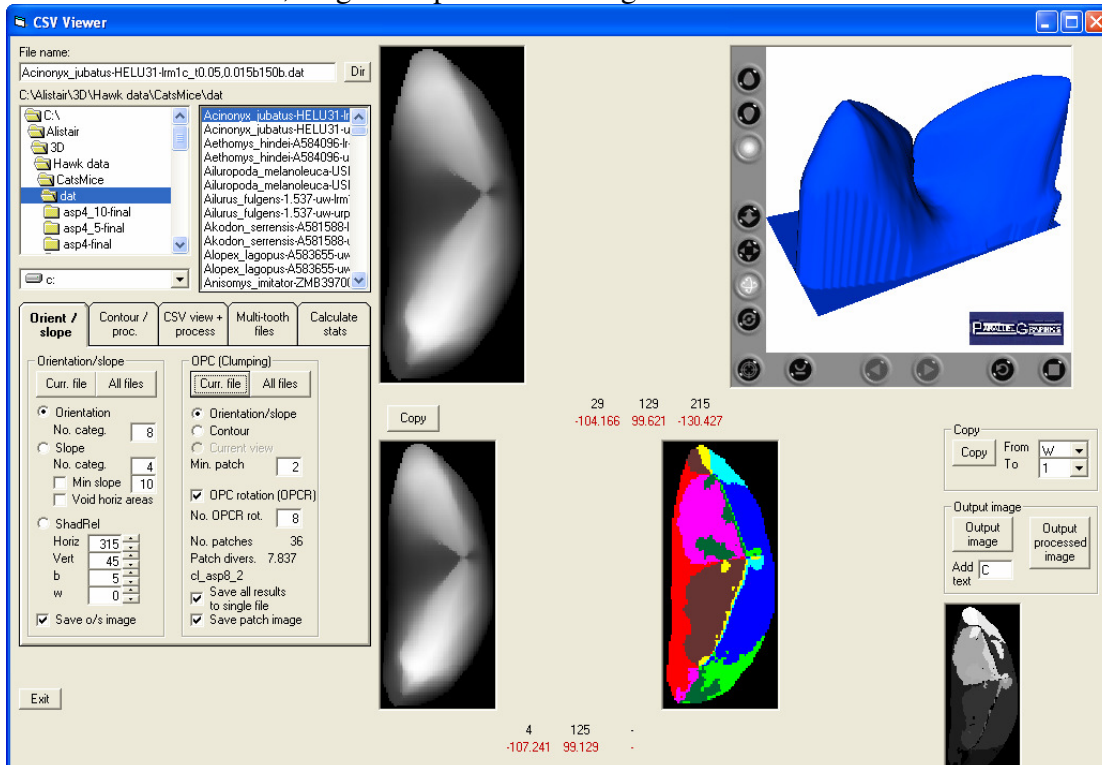 CSV Viewer
File name:
Acinonyx_jubatus-HELU31-lrm1c_t0.05,0.015b150b.dat
Dir
C:\Alistair\3D\Hawk data\CatsMice\dat
C:\
Alistair
3D
Hawk data
CatsMice
dat
asp4_10-final
asp4_5-final
asp4-final
c:
Acinonyx_jubatus-HELU31-lr
Acinonyx_jubatus-HELU31-u
Aethomys_hindei-A584096-lr-
Aethomys_hindei-A584096-u
Ailuropoda_melanoleuca-USI
Ailuropoda_melanoleuca-USI
Ailurus_fulgens-1.537-uw-lrm
Ailurus_fulgens-1.537-uw-urp
Akodon_serrensis-A581588-l
Akodon_serrensis-A581588-u
Alopex_lagopus-A583655-uw
Alopex_lagopus-A583655-uw
Anisomys_imitator-ZMB3970
Orient / slope
Contour / proc.
CSV view + process
Multi-tooth files
Calculate stats
Orientation/slope
Curr. file All files
Orientation
No. categ. 8
Slope
No. categ. 4
Min slope 10
Void horiz areas
ShadRel
Horiz 315
Vert 45
b 5
w 0
Save o/s image
OPC (Clumping)
Curr. file All files
Orientation/slope
Contour
Current view
Min. patch 2
OPC rotation (OPCR)
No. OPCR rot. 8
No. patches 36
Patch divers. 7.837
cl_asp8_2
Save all results
to single file
Save patch image
Exit
Copy
29 129 215
-104.166 99.621 -130.427
4 125 -
-107.241 99.129 -
PARALLELGRAPHICS
Copy
Copy
From W
To 1
Output image
Output image
Output processed image
Add text C